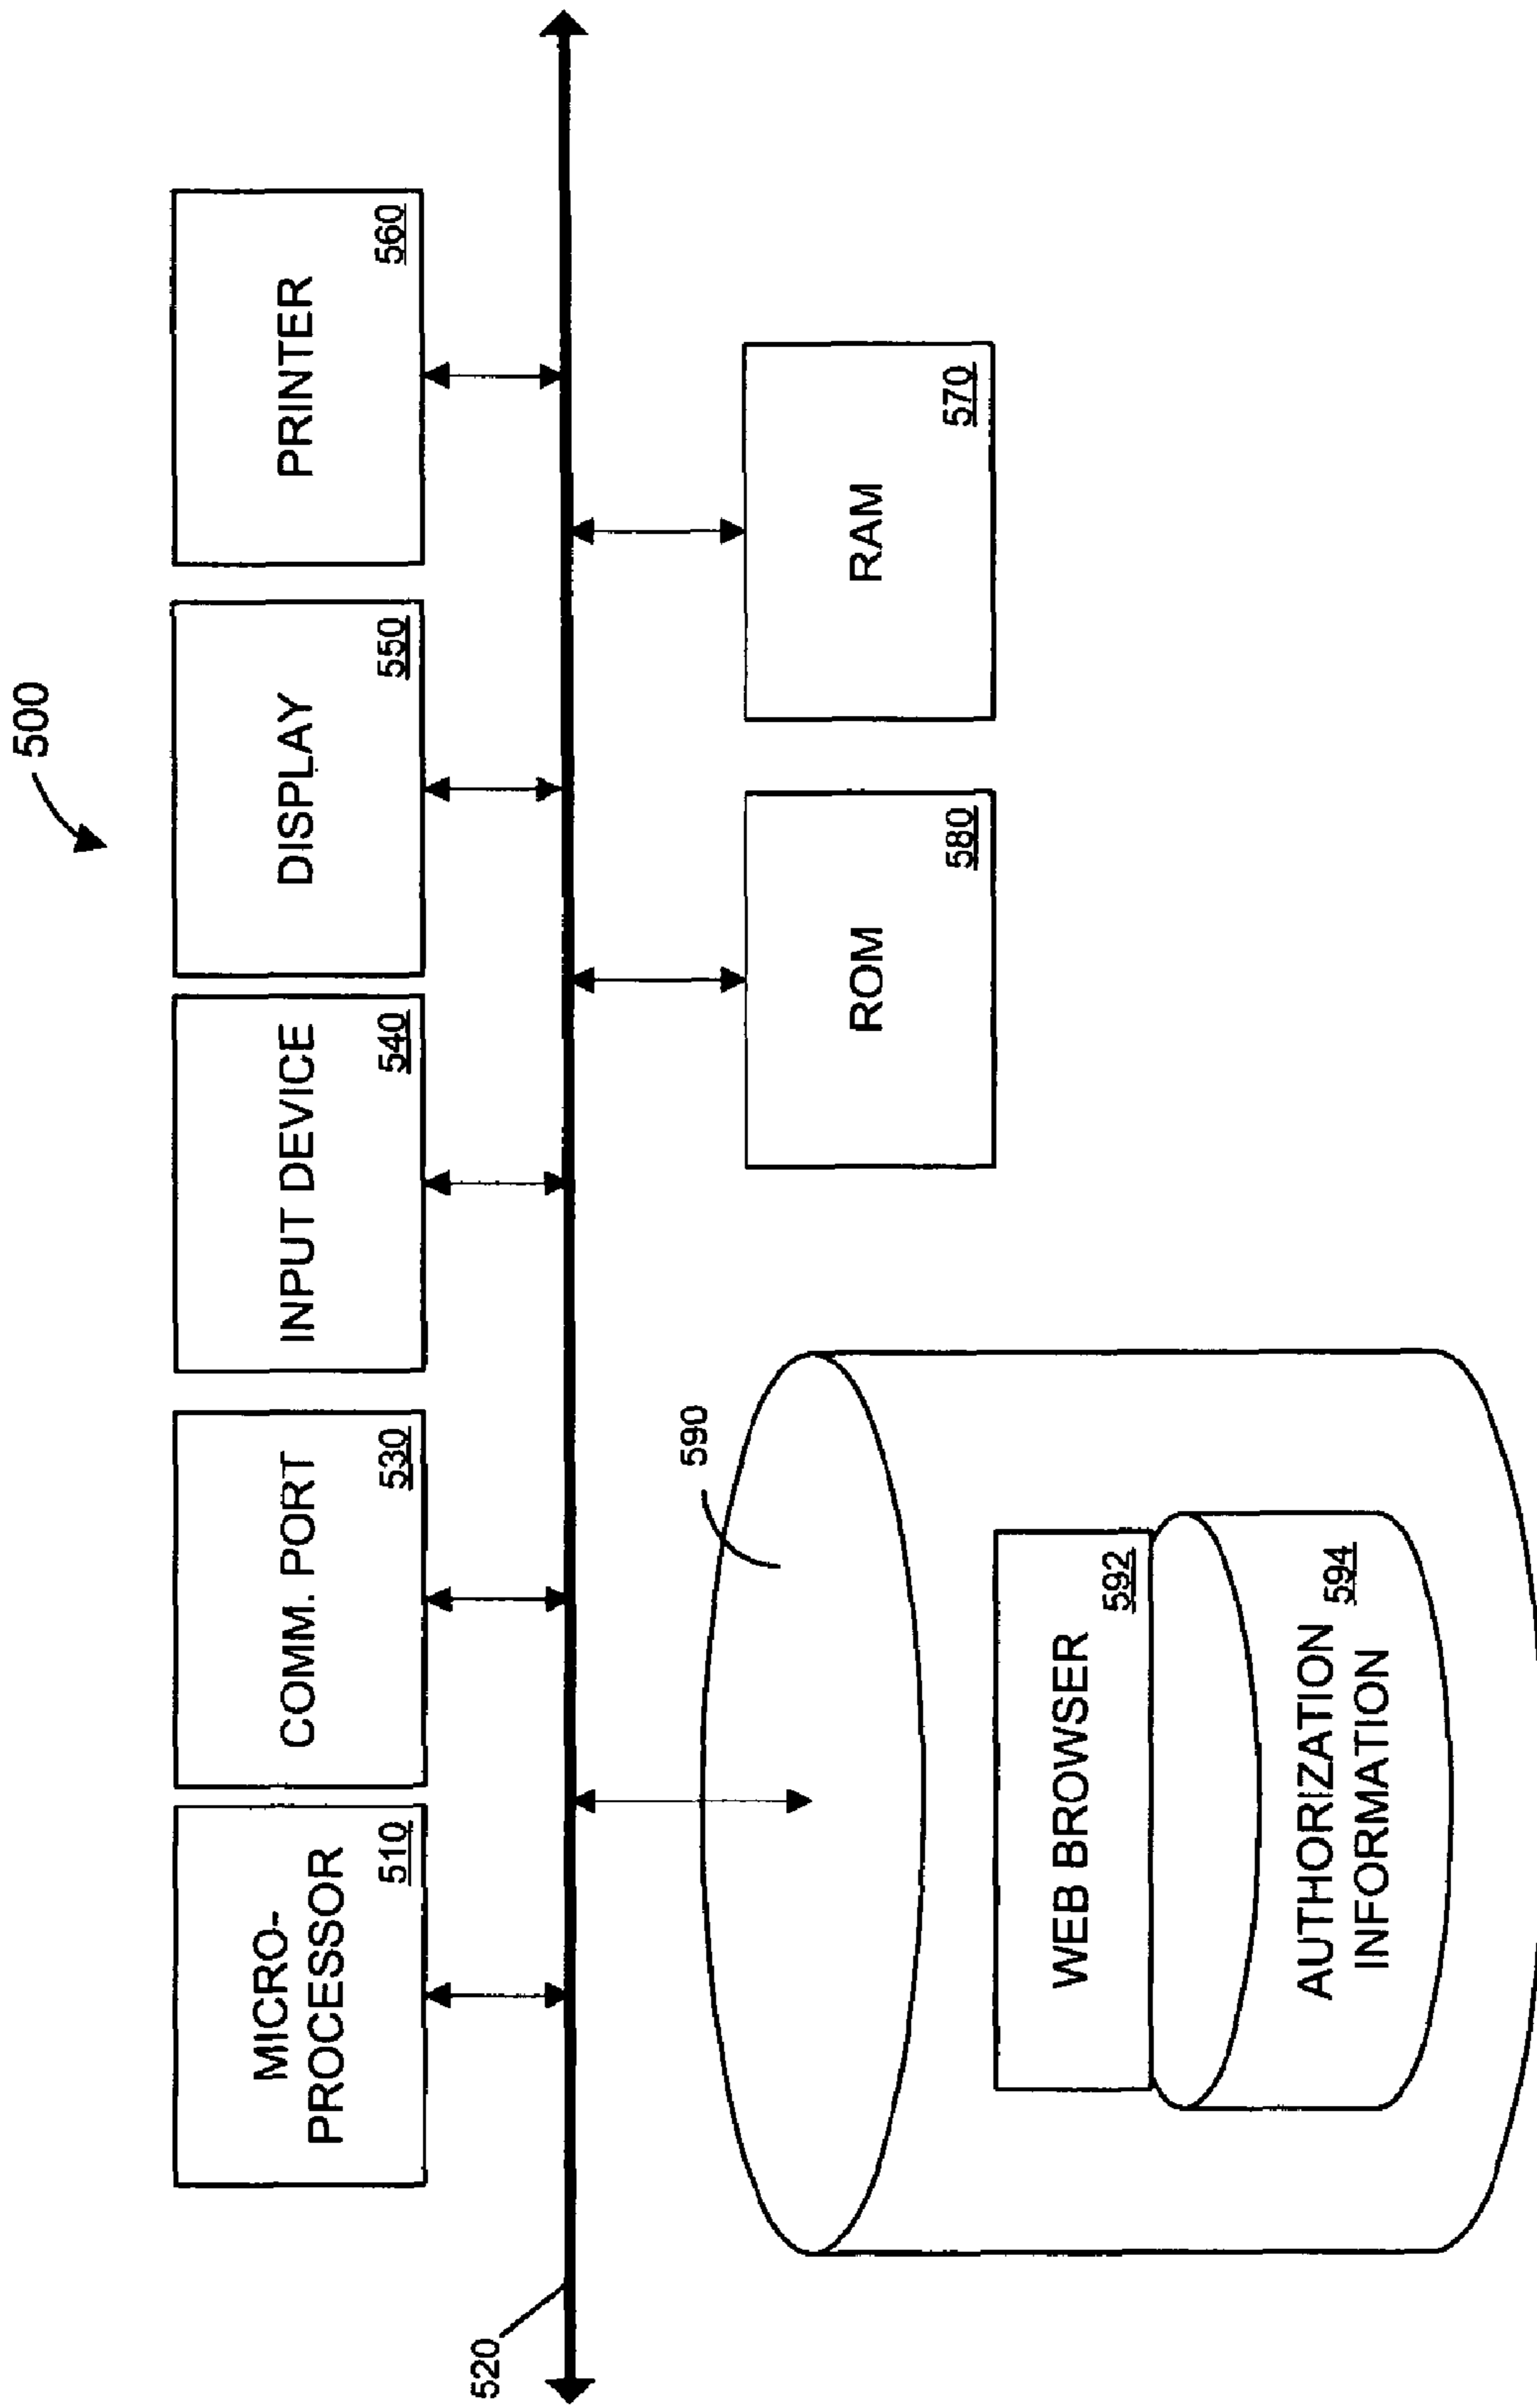 500
MICRO-
PROCESSOR
510
COMM. PORT
530
INPUT DEVICE
540
DISPLAY
550
PRINTER
560
520
590
ROM
580
RAM
570
WEB BROWSER
592
AUTHORIZATION
INFORMATION
594